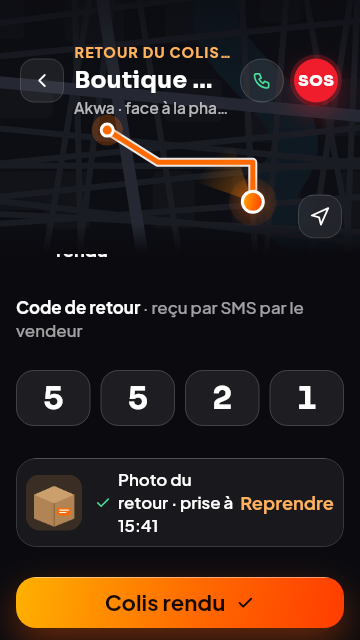 RETOUR DU COLIS…
Boutique …
Akwa · face à la pha…
SOS
rendu
Code de retour · reçu par SMS par le
vendeur
5 5 2 1
Photo du
retour · prise à
15:41
Reprendre
Colis rendu